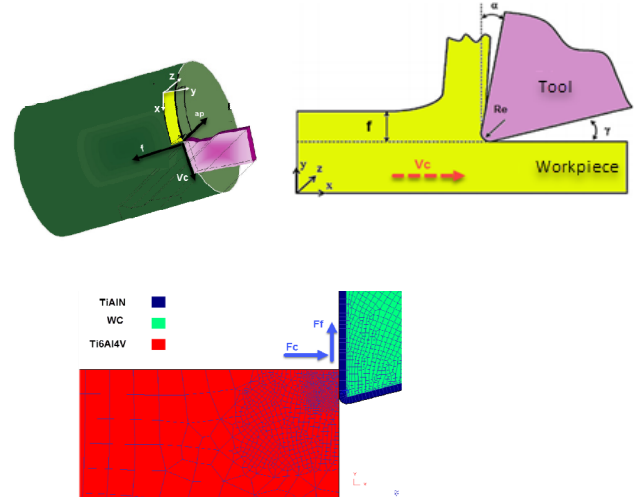 z
y
x
ap
f
Vc
α
Tool
Re
f
γ
Vc
Workpiece
y
z
x
TiAlN
WC
Ti6Al4V
Ff
Fc